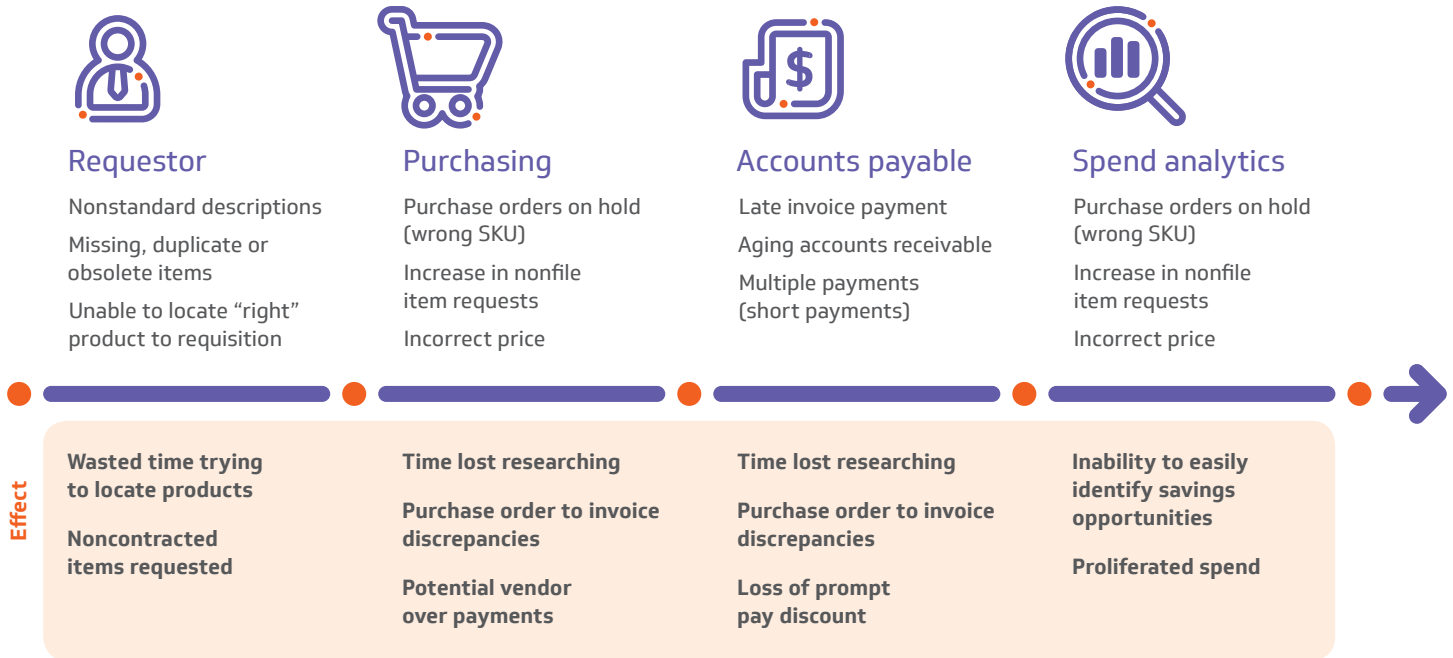 $
Requestor
Nonstandard descriptions
Missing, duplicate or
obsolete items
Unable to locate “right”
product to requisition
Purchasing
Purchase orders on hold
(wrong SKU)
Increase in nonfile
item requests
Incorrect price
Accounts payable
Late invoice payment
Aging accounts receivable
Multiple payments
(short payments)
Spend analytics
Purchase orders on hold
(wrong SKU)
Increase in nonfile
item requests
Incorrect price
Effect
Wasted time trying
to locate products
Noncontracted
items requested
Time lost researching
Purchase order to invoice
discrepancies
Potential vendor
over payments
Time lost researching
Purchase order to invoice
discrepancies
Loss of prompt
pay discount
Inability to easily
identify savings
opportunities
Proliferated spend